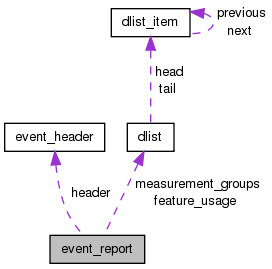 dlist_item
previous
next
head
tail
event_header
dlist
header
measurement_groups
feature_usage
event_report